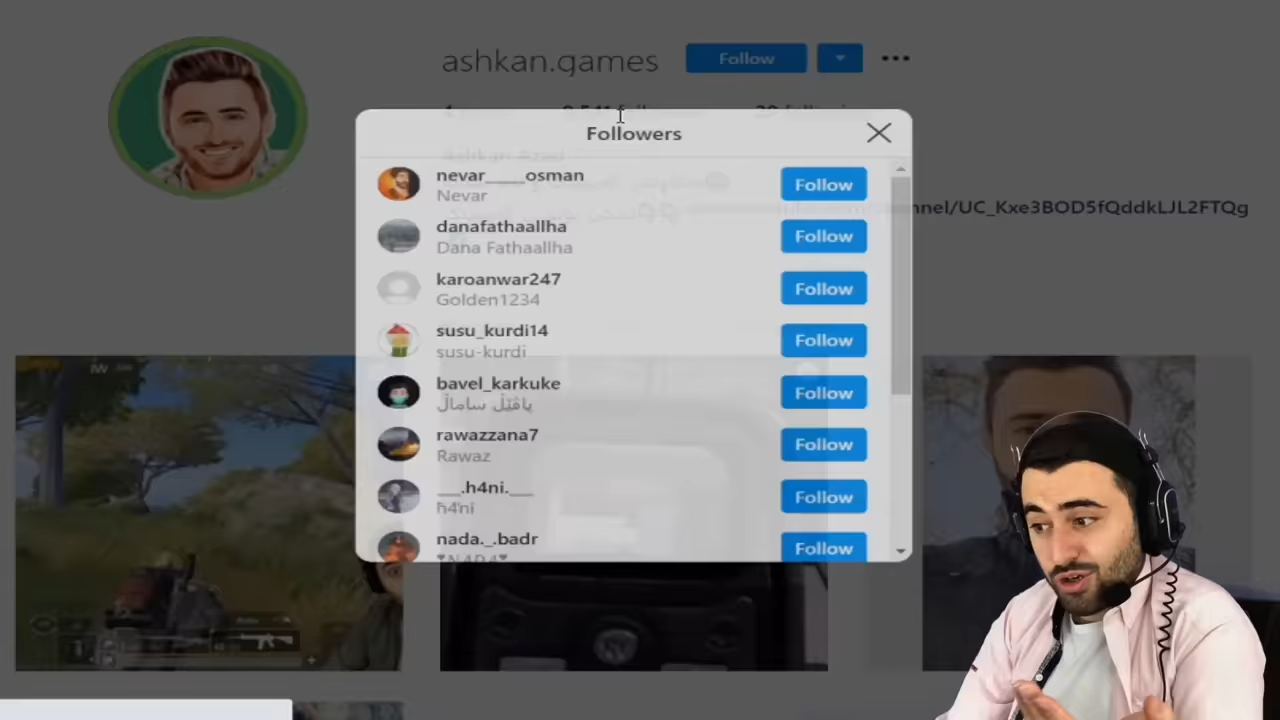 ashkan.games Follow
Followers
nevar____osman
Nevar
Follow
danafathaallha
Dana Fathaallha
Follow
karoanwar247
Golden1234
Follow
susu_kurdi14
susu-kurdi
Follow
bavel_karkuke
Follow
rawazzana7
Rawaz
Follow
___.h4ni.___
Follow
nada._.badr
Follow
nnel/UC_Kxe3BOD5fQddkLJL2FTQg